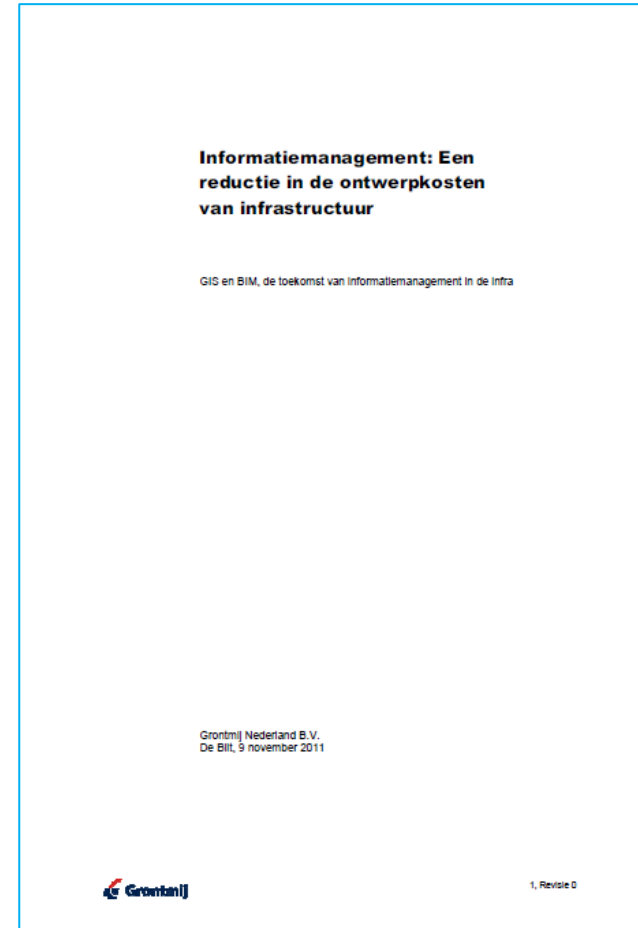 Informatiemanagement: Een
reductie in de ontwerpkosten
van infrastructuur
GIS en BIM, de toekomst van informatiemanagement in de infra
Grontmij Nederland B.V.
De Bilt, 9 november 2011
Grontmij
1, Revisie 0